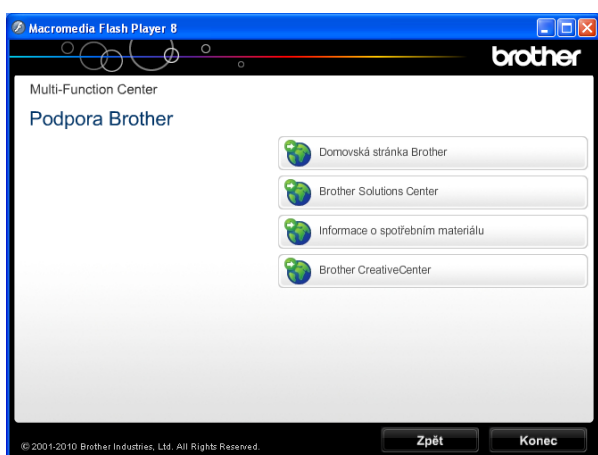 Macromedia Flash Player 8
brother
Multi-Function Center
Podpora Brother
Domovská stránka Brother
Brother Solutions Center
Informace o spotřebním materiálu
Brother CreativeCenter
© 2001-2010 Brother Industries, Ltd. All Rights Reserved.
Zpět
Konec